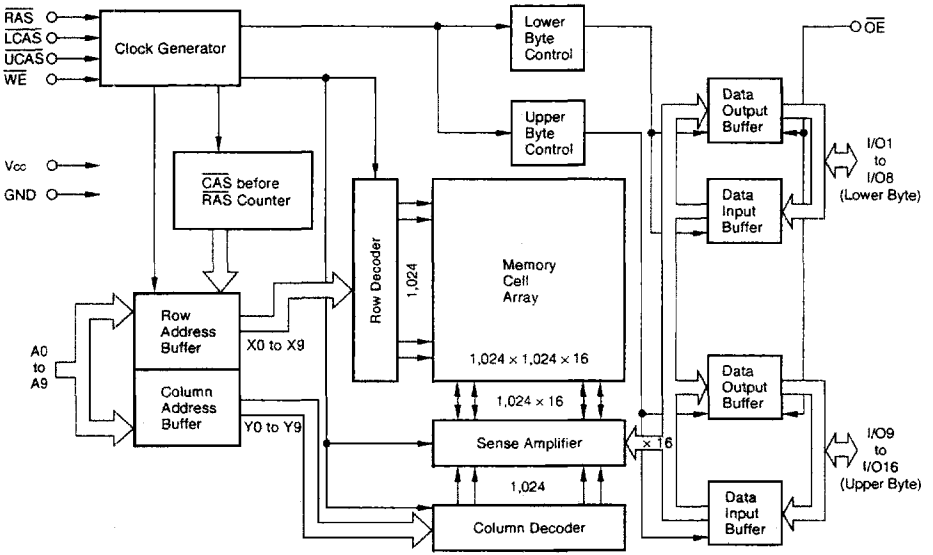 RAS
LCAS
UCAS
WE
Vcc
GND
Clock Generator
CAS before
RAS Counter
Lower
Byte
Control
Upper
Byte
Control
OE
Data
Output
Buffer
I/O1
to
I/O8
(Lower Byte)
Data
Input
Buffer
Row Decoder
1,024
Memory
Cell
Array
1,024 × 1,024 × 16
A0
to
A9
Row
Address
Buffer
X0 to X9
Column
Address
Buffer
Y0 to Y9
1,024 × 16
Sense Amplifier
× 16
1,024
Column Decoder
Data
Output
Buffer
I/O9
to
I/O16
(Upper Byte)
Data
Input
Buffer